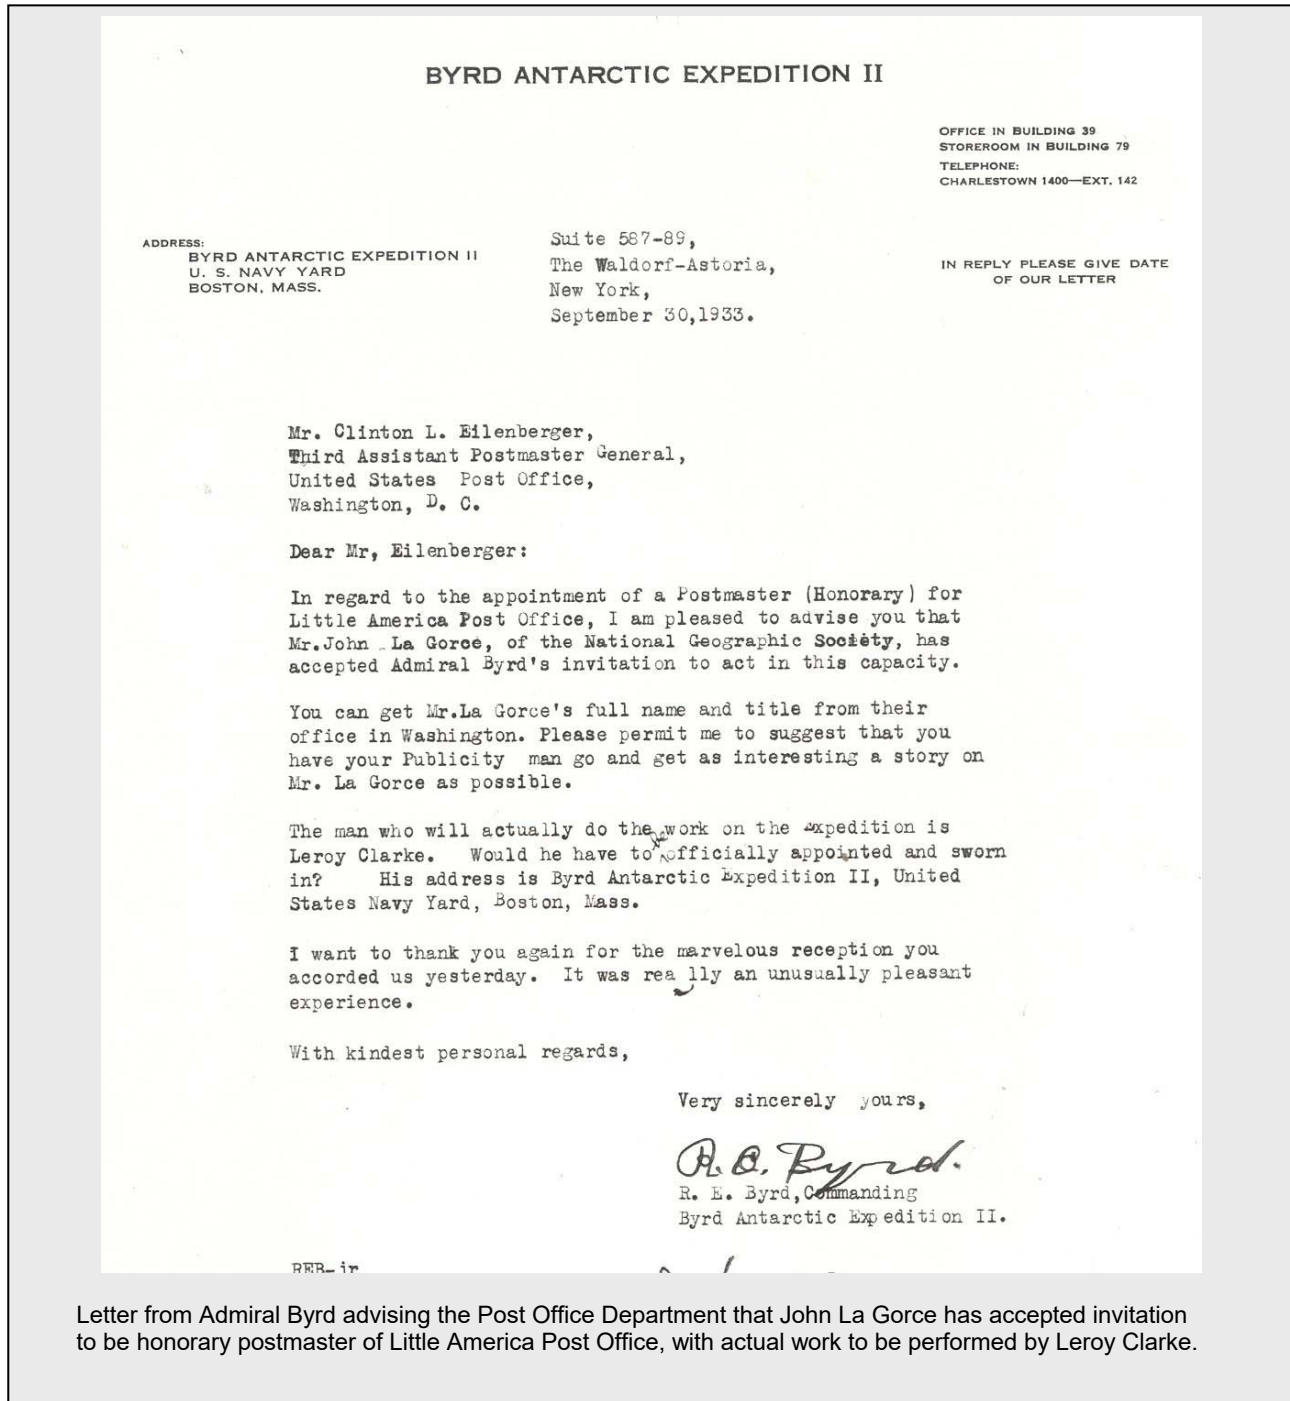 BYRD ANTARCTIC EXPEDITION II
OFFICE IN BUILDING 39
STOREROOM IN BUILDING 79
TELEPHONE:
CHARLESTOWN 1400—EXT. 142
ADDRESS:
BYRD ANTARCTIC EXPEDITION II
U. S. NAVY YARD
BOSTON, MASS.
Suite 587-89,
The Waldorf-Astoria,
New York,
September 30,1933.
IN REPLY PLEASE GIVE DATE
OF OUR LETTER
Mr. Clinton L. Eilenberger,
Third Assistant Postmaster General,
United States Post Office,
Washington, D. C.
Dear Mr, Eilenberger:
In regard to the appointment of a Postmaster (Honorary) for
Little America Post Office, I am pleased to advise you that
Mr.John La Gorce, of the National Geographic Society, has
accepted Admiral Byrd's invitation to act in this capacity.
You can get Mr.La Gorce's full name and title from their
office in Washington. Please permit me to suggest that you
have your Publicity man go and get as interesting a story on
Mr. La Gorce as possible.
The man who will actually do the work on the expedition is
Leroy Clarke. Would he have to be officially appointed and sworn
in? His address is Byrd Antarctic Expedition II, United
States Navy Yard, Boston, Mass.
I want to thank you again for the marvelous reception you
accorded us yesterday. It was rea lly an unusually pleasant
experience.
With kindest personal regards,
Very sincerely yours,
R. E. Byrd.
R. E. Byrd,Commanding
Byrd Antarctic Expedition II.
REB-jr
Letter from Admiral Byrd advising the Post Office Department that John La Gorce has accepted invitation
to be honorary postmaster of Little America Post Office, with actual work to be performed by Leroy Clarke.